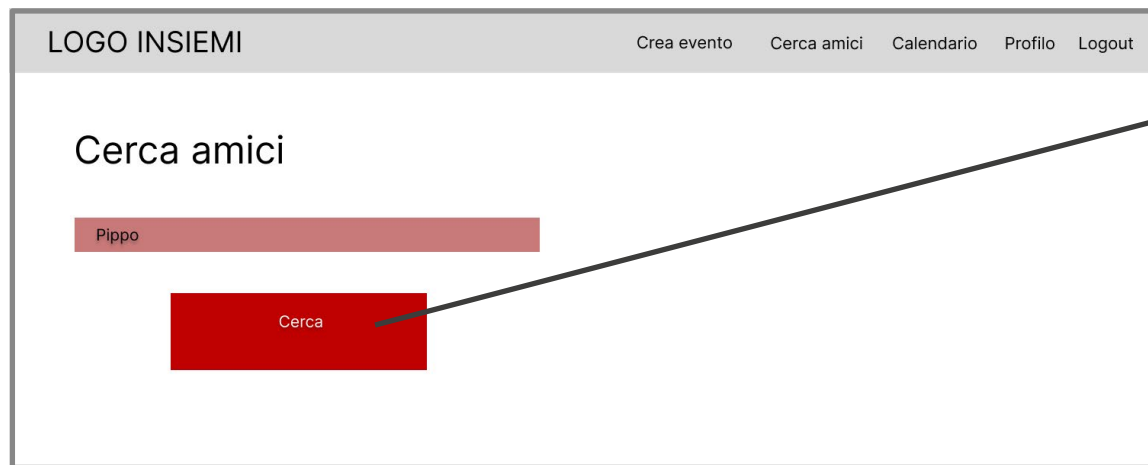 LOGO INSIEMI
Crea evento Cerca amici Calendario Profilo Logout
Cerca amici
Pippo
Cerca